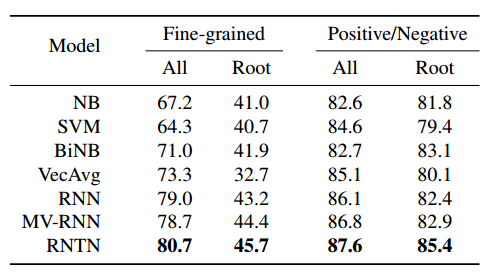 Model Fine-grained Positive/Negative
All Root All Root
NB 67.2 41.0 82.6 81.8
SVM 64.3 40.7 84.6 79.4
BiNB 71.0 41.9 82.7 83.1
VecAvg 73.3 32.7 85.1 80.1
RNN 79.0 43.2 86.1 82.4
MV-RNN 78.7 44.4 86.8 82.9
RNTN 80.7 45.7 87.6 85.4